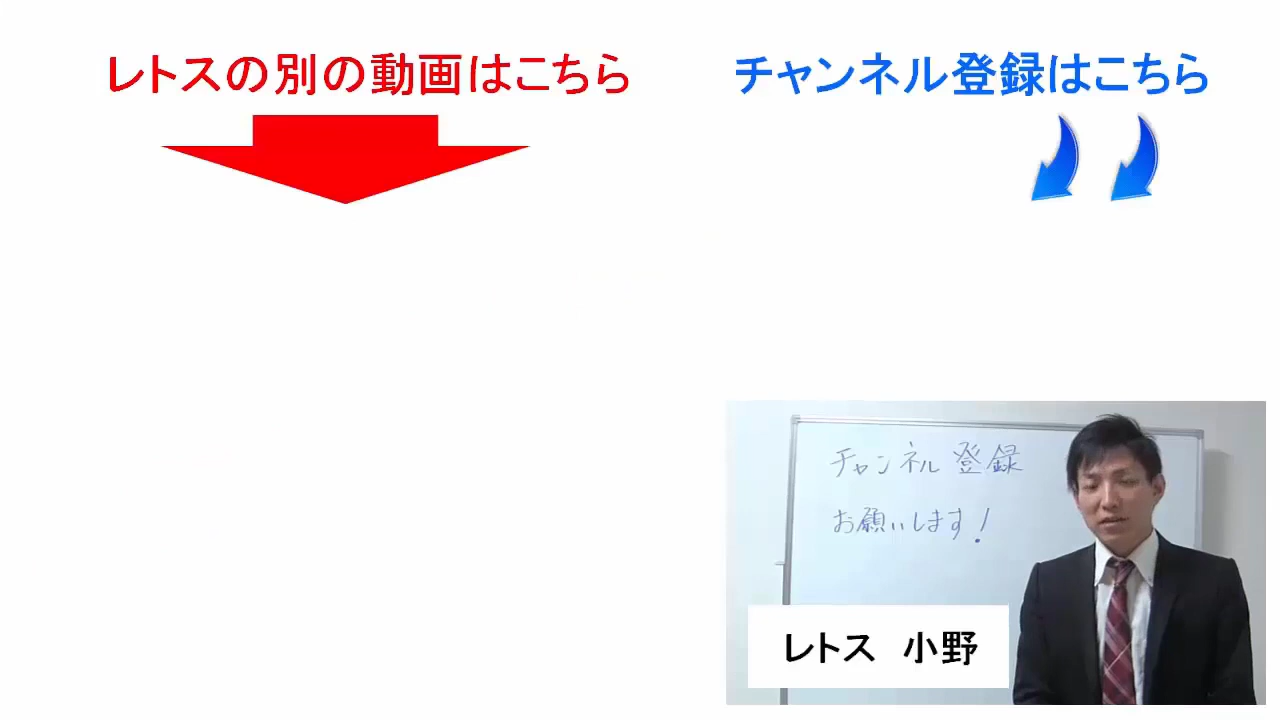 レトスの別の動画はこちら
チャンネル登録はこちら
チャンネル 登録
お願いします!
レトス 小野